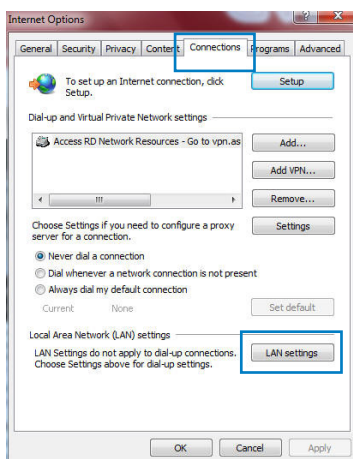 Internet Options
General Security Privacy Content Connections Programs Advanced
To set up an Internet connection, click
Setup.
Setup
Dial-up and Virtual Private Network settings
Access RD Network Resources - Go to vpn.as
Add...
Add VPN...
Remove...
Choose Settings if you need to configure a proxy
server for a connection.
Settings
Never dial a connection
Dial whenever a network connection is not present
Always dial my default connection
Current None
Set default
Local Area Network (LAN) settings
LAN Settings do not apply to dial-up connections.
Choose Settings above for dial-up settings.
LAN settings
OK Cancel Apply